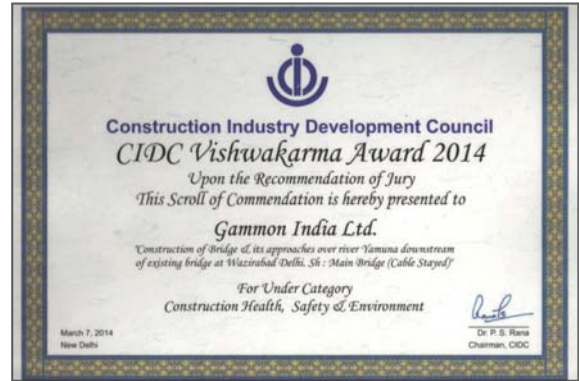 Construction Industry Development Council
CIDC Vishwakarma Award 2014
Upon the Recommendation of Jury
This Scroll of Commendation is hereby presented to
Gammon India Ltd.
"Construction of Bridge & its approaches over river Yamuna downstream
of existing bridge at Wazirabad Delhi. Sh : Main Bridge (Cable Stayed)"
For Under Category
Construction Health, Safety & Environment
March 7, 2014
New Delhi
Dr. P. S. Rana
Chairman, CIDC